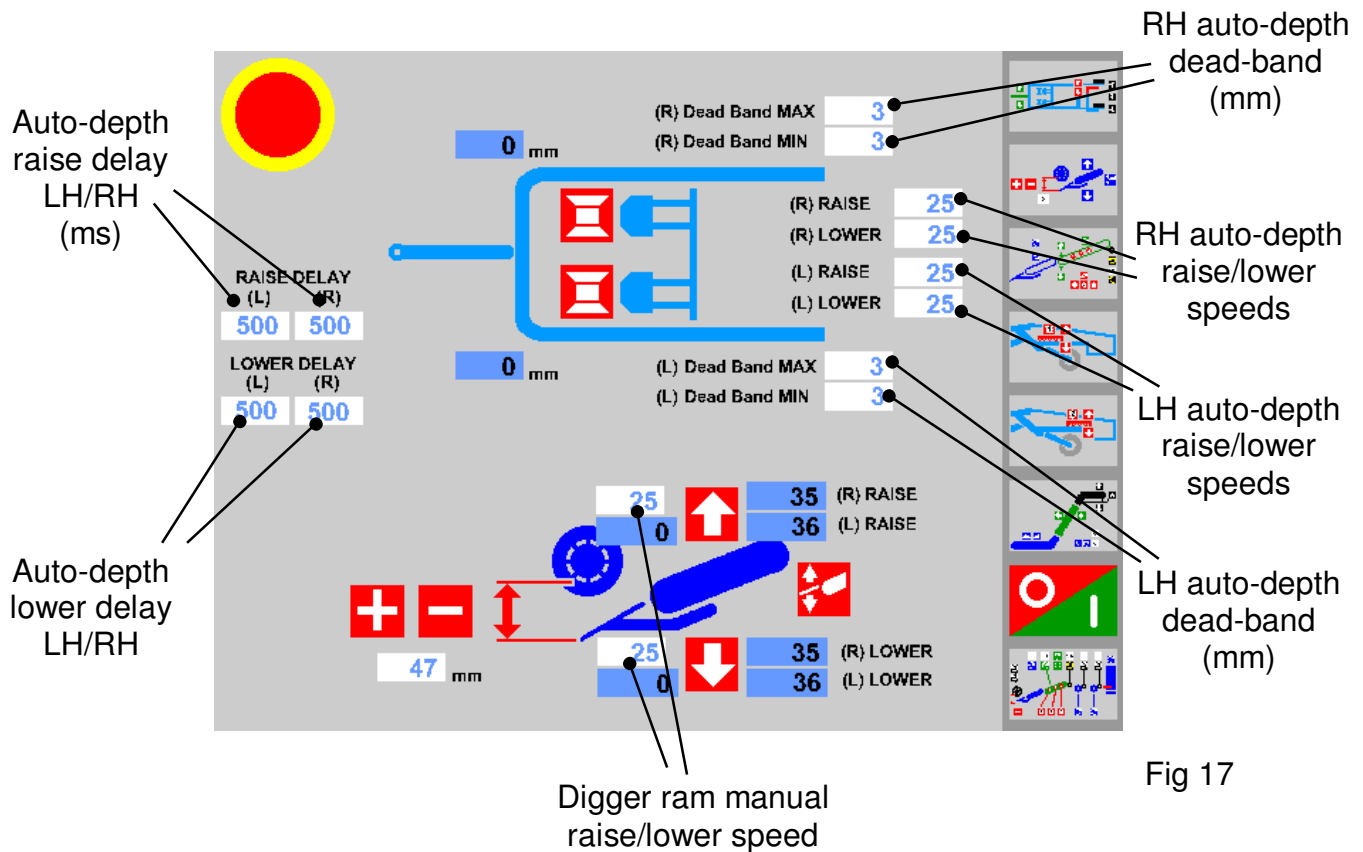 RH auto-depth
dead-band
(mm)
Auto-depth
raise delay
LH/RH
(ms)
(R) Dead Band MAX 3
(R) Dead Band MIN 3
0 mm
(R) RAISE 25
(R) LOWER 25
(L) RAISE 25
(L) LOWER 25
RH auto-depth
raise/lower
speeds
RAISE DELAY
(L) (R)
500 500
LOWER DELAY
(L) (R)
500 500
0 mm
(L) Dead Band MAX 3
(L) Dead Band MIN 3
LH auto-depth
raise/lower
speeds
25 35 (R) RAISE
0 36 (L) RAISE
Auto-depth
lower delay
LH/RH
47 mm
25 35 (R) LOWER
0 36 (L) LOWER
LH auto-depth
dead-band
(mm)
Digger ram manual
raise/lower speed
Fig 17